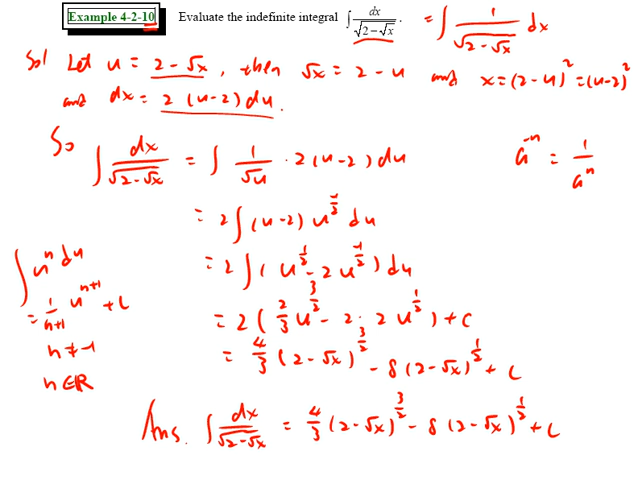 Example 4-2-10 Evaluate the indefinite integral ∫ dx/√(2-√x) . = ∫ 1/√(2-√x) dx
Sol Let u = 2-√x, then √x = 2-u and x = (2-u)² = (u-2)²
and dx = 2(u-2)du.
So
∫ dx/√(2-√x) = ∫ 1/√u · 2(u-2)du
a⁻ⁿ = 1/aⁿ
= 2∫(u-2) u^(-1/2) du
= 2∫(u^(1/2) - 2u^(-1/2)) du
= 2(2/3 u^(3/2) - 2·2u^(1/2)) + C
= 4/3 (2-√x)^(3/2) - 8(2-√x)^(1/2) + C
∫uⁿ du
= 1/(n+1) u^(n+1) + C
n ≠ -1
n∈R
Ans. ∫ dx/√(2-√x) = 4/3 (2-√x)^(3/2) - 8(2-√x)^(1/2) + C